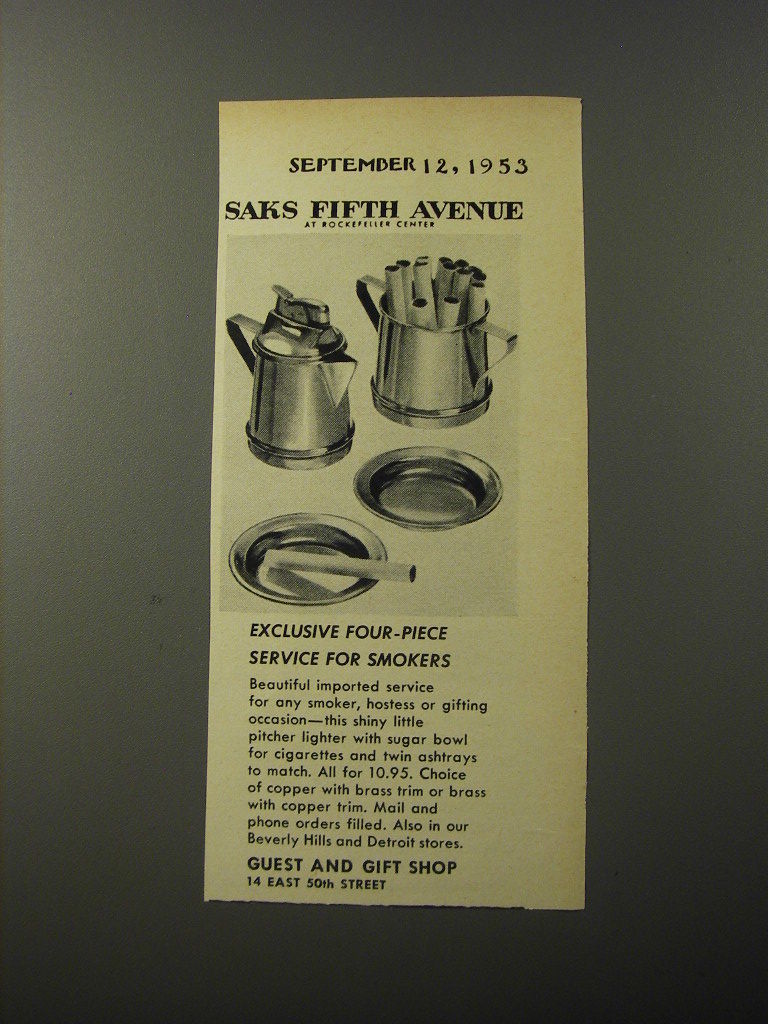 SEPTEMBER 12, 1953
SAKS FIFTH AVENUE
AT ROCKEFELLER CENTER
EXCLUSIVE FOUR-PIECE
SERVICE FOR SMOKERS
Beautiful imported service
for any smoker, hostess or gifting
occasion—this shiny little
pitcher lighter with sugar bowl
for cigarettes and twin ashtrays
to match. All for 10.95. Choice
of copper with brass trim or brass
with copper trim. Mail and
phone orders filled. Also in our
Beverly Hills and Detroit stores.
GUEST AND GIFT SHOP
14 EAST 50th STREET